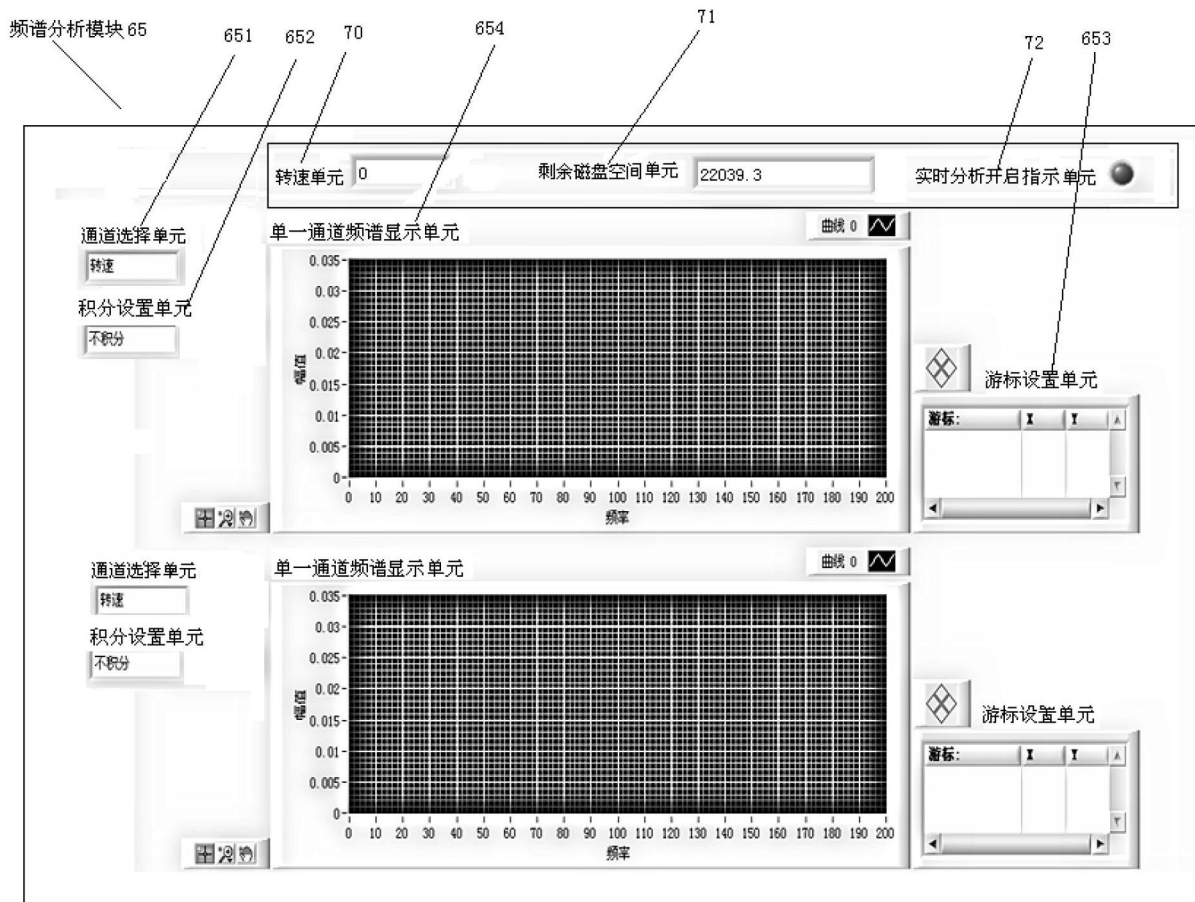 频谱分析模块 65
651
652
70
654
71
72
653
转速单元 0
剩余磁盘空间单元 22039.3
实时分析开启指示单元
通道选择单元
转速
积分设置单元
不积分
单一通道频谱显示单元
曲线 0
幅值
0.035
0.03
0.025
0.02
0.015
0.01
0.005
0
0 10 20 30 40 50 60 70 80 90 100 110 120 130 140 150 160 170 180 190 200
频率
游标设置单元
游标: X Y
通道选择单元
转速
积分设置单元
不积分
单一通道频谱显示单元
曲线 0
幅值
0.035
0.03
0.025
0.02
0.015
0.01
0.005
0
0 10 20 30 40 50 60 70 80 90 100 110 120 130 140 150 160 170 180 190 200
频率
游标设置单元
游标: X Y